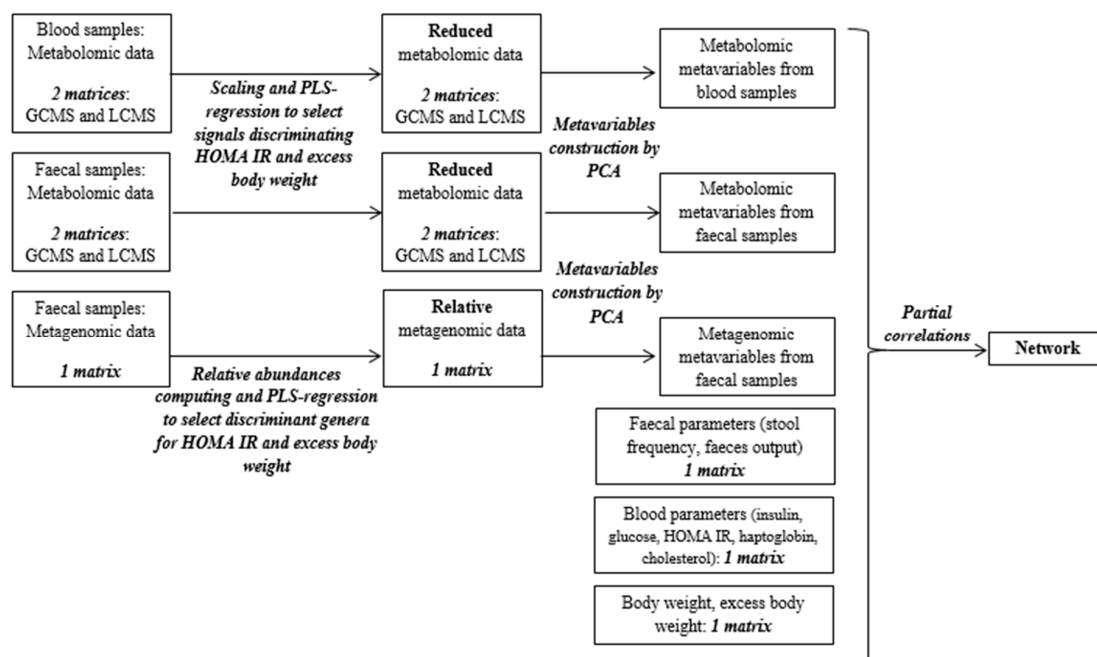 Blood samples:
Metabolomic data
2 matrices:
GCMS and LCMS
Scaling and PLS-
regression to select
signals discriminating
HOMA IR and excess
body weight
Reduced
metabolomic data
2 matrices:
GCMS and LCMS
Metabolomic
metavariables from
blood samples
Metavariables
construction by
PCA
Faecal samples:
Metabolomic data
2 matrices:
GCMS and LCMS
Reduced
metabolomic data
2 matrices:
GCMS and LCMS
Metabolomic
metavariables from
faecal samples
Metavariables
construction by
PCA
Faecal samples:
Metagenomic data
1 matrix
Relative abundances
computing and PLS-regression
to select discriminant genera
for HOMA IR and excess body
weight
Relative
metagenomic data
1 matrix
Metagenomic
metavariables from
faecal samples
Faecal parameters (stool
frequency, faeces output)
1 matrix
Blood parameters (insulin,
glucose, HOMA IR, haptoglobin,
cholesterol): 1 matrix
Body weight, excess body
weight: 1 matrix
Partial
correlations
Network